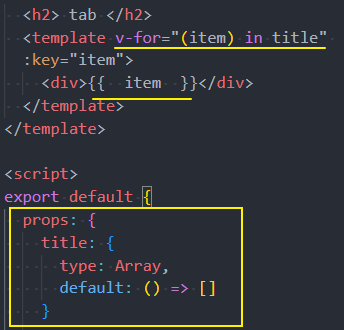 <h2> tab </h2>
<template v-for="(item) in title"
:key="item">
<div>{{ item }}</div>
</template>
</template>
<script>
export default {
props: {
title: {
type: Array,
default: () => []
}